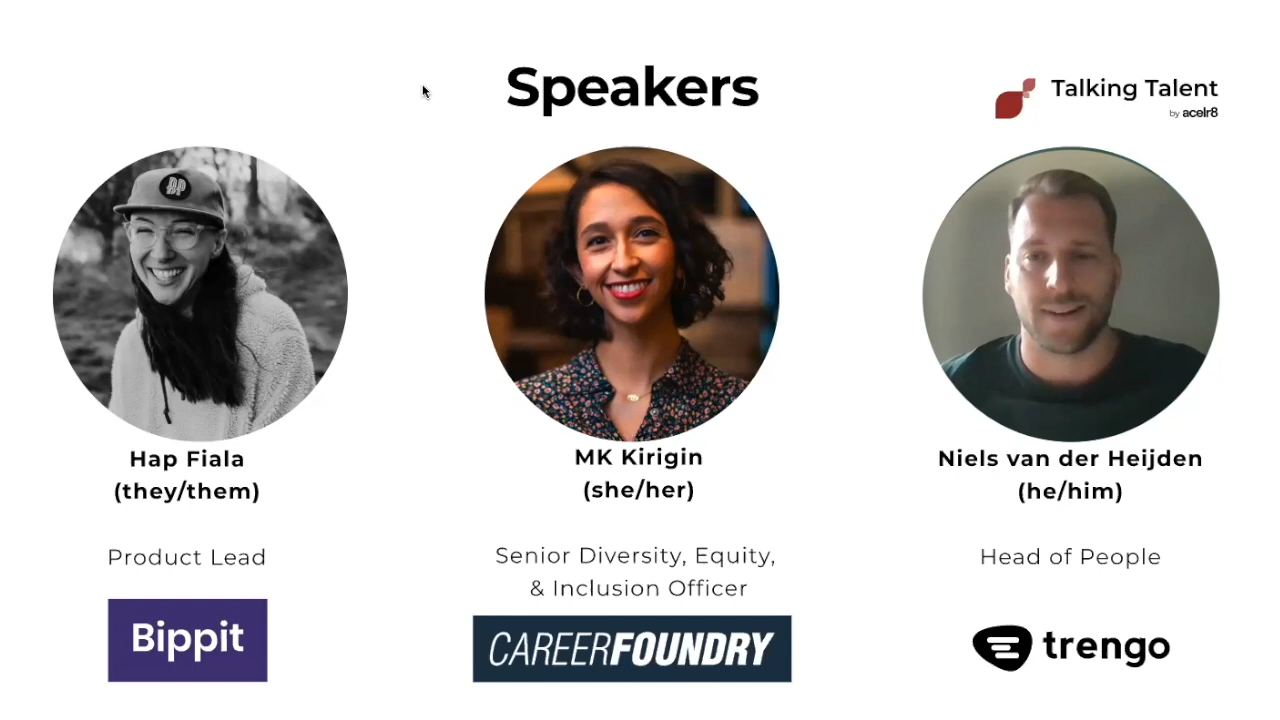 Speakers
Talking Talent
by acelr8
BP
Hap Fiala
(they/them)
Product Lead
Bippit
MK Kirigin
(she/her)
Senior Diversity, Equity,
& Inclusion Officer
CAREERFOUNDRY
Niels van der Heijden
(he/him)
Head of People
trengo